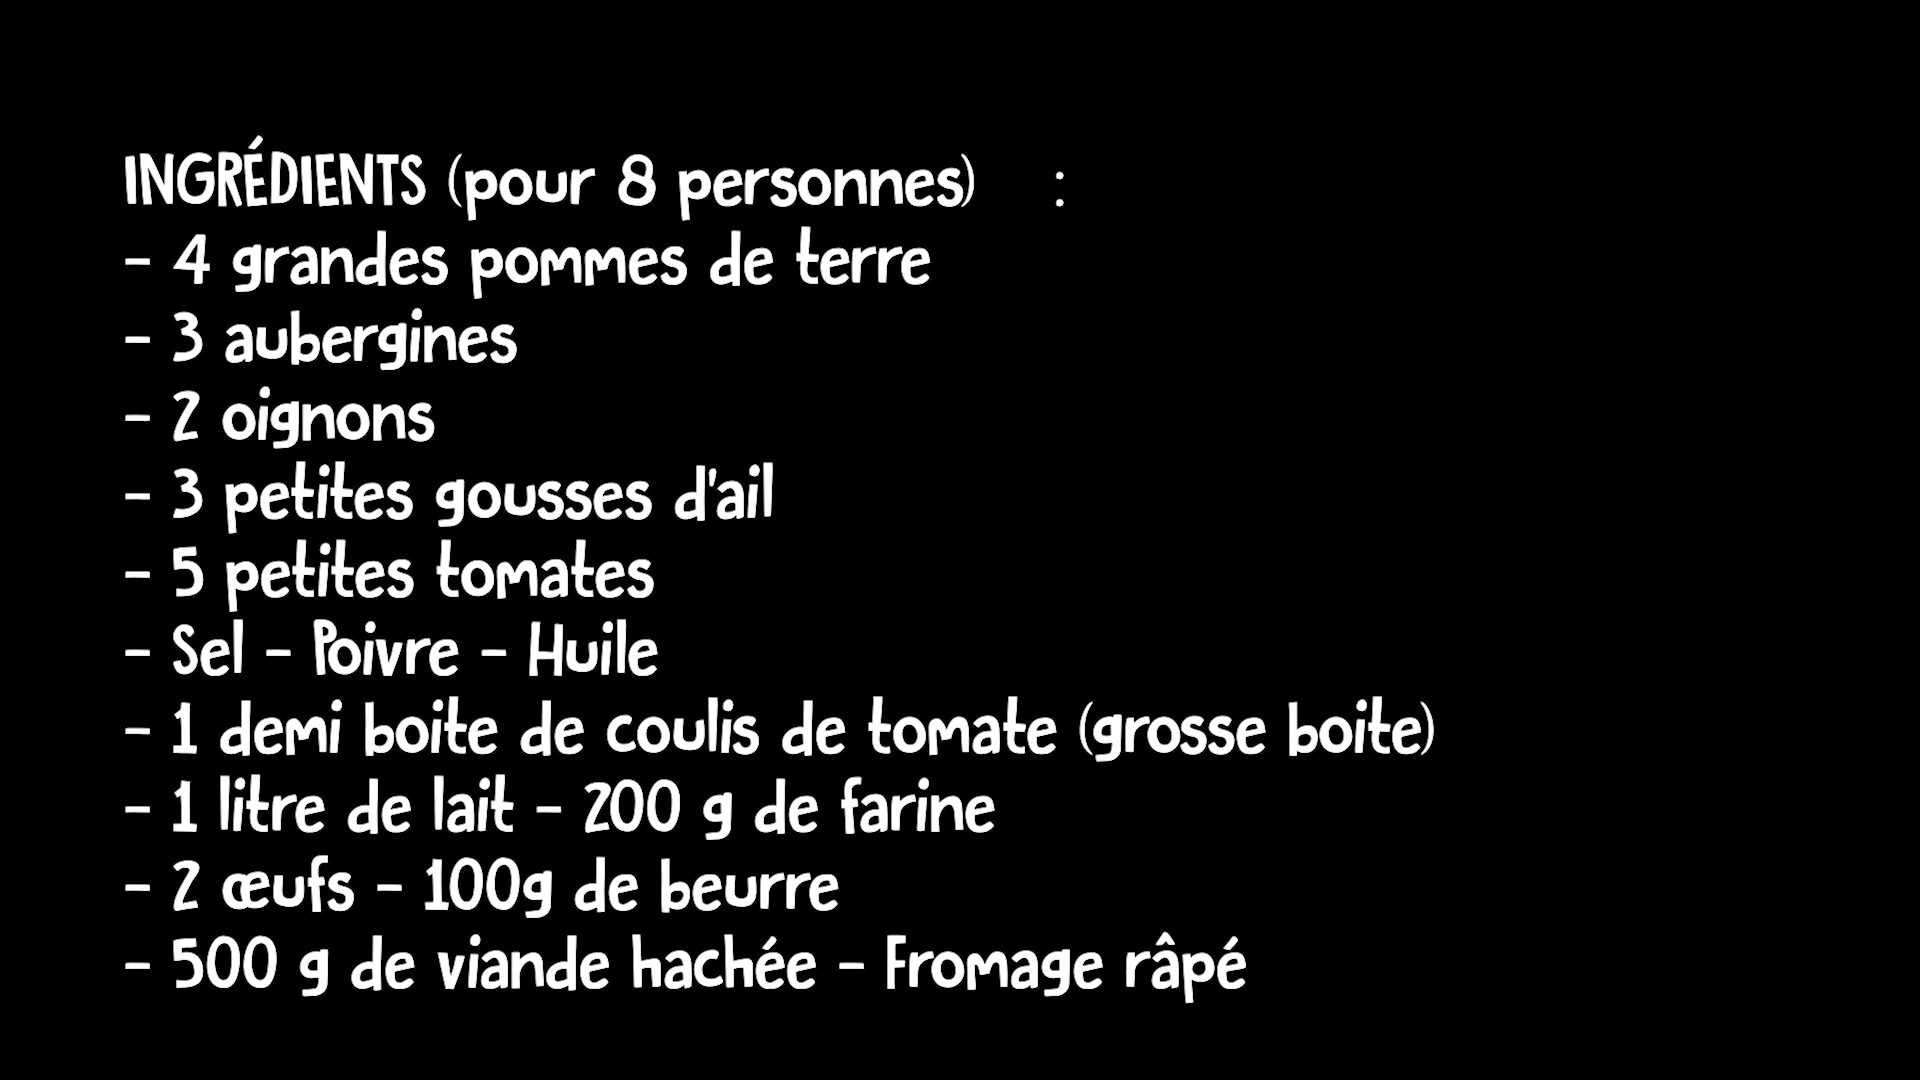 INGRÉDIENTS (pour 8 personnes) :
- 4 grandes pommes de terre
- 3 aubergines
- 2 oignons
- 3 petites gousses d'ail
- 5 petites tomates
- Sel - Poivre - Huile
- 1 demi boite de coulis de tomate (grosse boite)
- 1 litre de lait - 200 g de farine
- 2 œufs - 100g de beurre
- 500 g de viande hachée - Fromage râpé